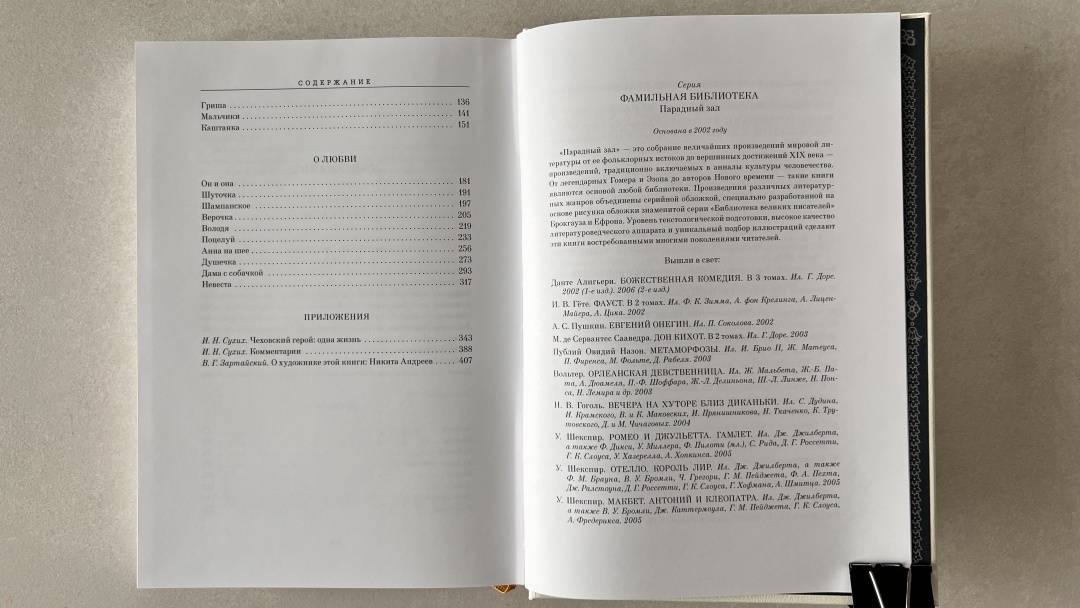 СОДЕРЖАНИЕ
Гриша 136
Мальчики 141
Каштанка 151
О ЛЮБВИ
Он и она 181
Шуточка 191
Шампанское 197
Верочка 205
Володя 219
Поцелуй 233
Анна на шее 256
Душечка 273
Дама с собачкой 293
Невеста 317
ПРИЛОЖЕНИЯ
И. Н. Сухих. Чеховский герой: одна жизнь 343
И. Н. Сухих. Комментарии 388
В. Г. Зартайский. О художнике этой книги: Никита Андреев 407
Серия
ФАМИЛЬНАЯ БИБЛИОТЕКА
Парадный зал
Основана в 2002 году
«Парадный зал» — это собрание величайших произведений мировой ли-
тературы от ее фольклорных истоков до вершинных достижений XIX века —
произведений, традиционно включаемых в анналы культуры человечества.
От легендарных Гомера и Эзопа до авторов Нового времени — такие книги
являются основой любой библиотеки. Произведения различных литератур-
ных жанров объединены серийной обложкой, специально разработанной на
основе рисунка обложки знаменитой серии «Библиотека великих писателей»
Брокгауза и Ефрона. Уровень текстологической подготовки, высокое качество
литературоведческого аппарата и уникальный подбор иллюстраций сделают
эти книги востребованными многими поколениями читателей.
Вышли в свет:
Данте Алигьери. БОЖЕСТВЕННАЯ КОМЕДИЯ. В 3 томах. Ил. Г. Доре.
2002 (1-е изд.). 2006 (2-е изд.)
И. В. Гёте. ФАУСТ. В 2 томах. Ил. Ф. К. Зимма, А. фон Крелинга, А. Лицен-
Майера, А. Цика. 2002
А. С. Пушкин. ЕВГЕНИЙ ОНЕГИН. Ил. П. Соколова. 2002
М. де Сервантес Сааведра. ДОН КИХОТ. В 2 томах. Ил. Г. Доре. 2003
Публий Овидий Назон. МЕТАМОРФОЗЫ. Ил. И. Брио II, Ж. Матеуса,
П. Фиренса, М. Фольте, Д. Рабеля. 2003
Вольтер. ОРЛЕАНСКАЯ ДЕВСТВЕННИЦА. Ил. Ж. Мальбета, Ж.-Б. Па-
та, А. Дюамеля, П.-Ф. Шоффара, Ж.-Л. Делиньона, Ш.-Л. Линже, Н. Пон-
са, Н. Лемира и др. 2003
Н. В. Гоголь. ВЕЧЕРА НА ХУТОРЕ БЛИЗ ДИКАНЬКИ. Ил. С. Дудина,
И. Крамского, В. и К. Маковских, И. Прянишникова, Н. Ткаченко, К. Тру-
товского, Д. и М. Чичаговых. 2004
У. Шекспир. РОМЕО И ДЖУЛЬЕТТА. ГАМЛЕТ. Ил. Дж. Джилберта,
а также Ф. Дикси, У. Миллера, Ф. Пилоти (мл.), С. Рида, Д. Г. Россетти,
Г. К. Слоуса, У. Хазерелла, А. Хопкинса. 2005
У. Шекспир. ОТЕЛЛО. КОРОЛЬ ЛИР. Ил. Дж. Джилберта, а также
Ф. М. Брауна, В. У. Бромли, Ч. Грегори, Г. М. Пейджета, Ф. А. Пехта,
Дж. Ралстоуна, Д. Г. Россетти, Г. К. Слоуса, Г. Хофмана, А. Шмитца. 2005
У. Шекспир. МАКБЕТ. АНТОНИЙ И КЛЕОПАТРА. Ил. Дж. Джилберта,
а также В. У. Бромли, Дж. Каттермоула, Г. М. Пейджета, Г. К. Слоуса,
А. Фредерикса. 2005